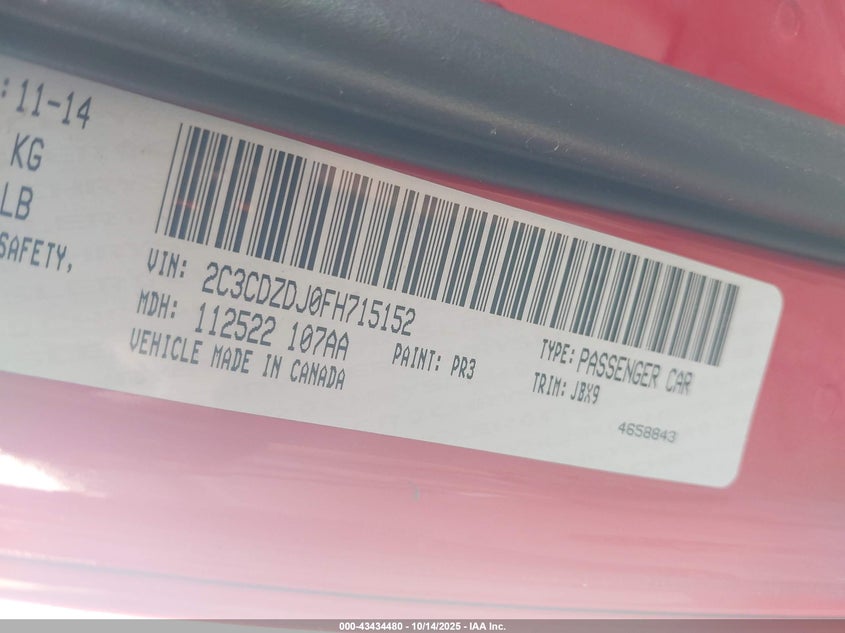 : 11-14
KG
LB
SAFETY,
VIN: 2C3CDZDJ0FH715152
MDH: 112522 107AA
PAINT: PR3
VEHICLE MADE IN CANADA
TYPE: PASSENGER CAR
TRIM: JBX9
4658843
000-43434480 - 10/14/2025 - IAA Inc.